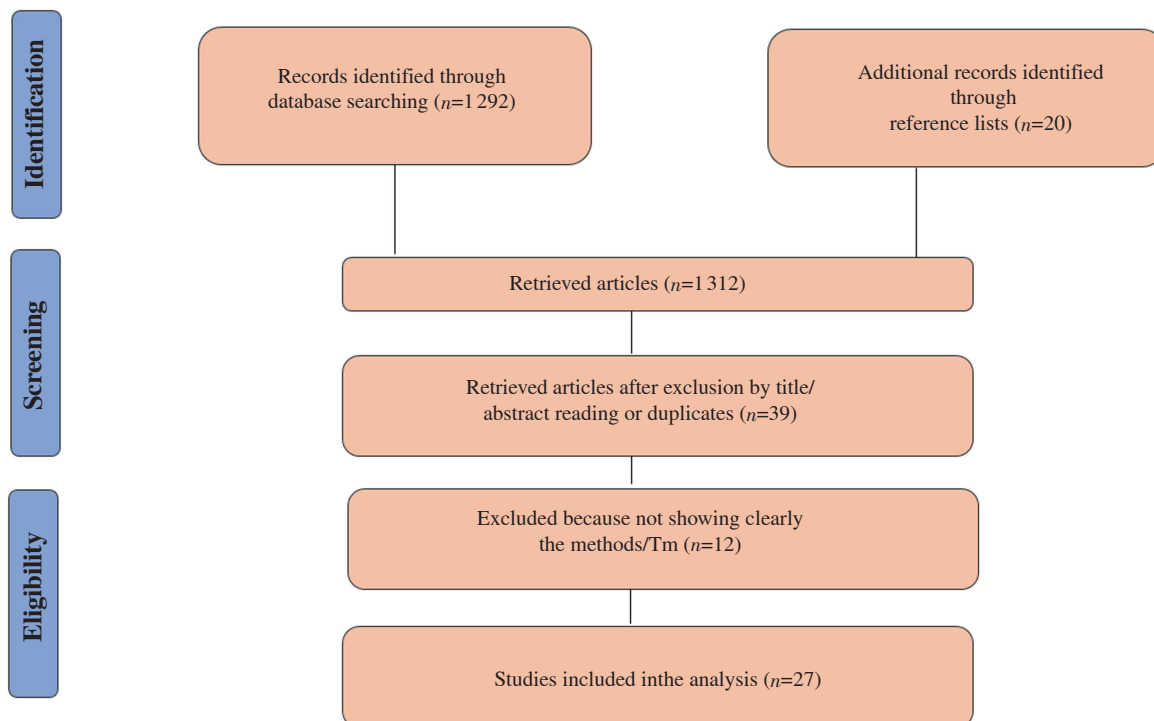 Identification
Records identified through
database searching (n=1 292)
Additional records identified
through
reference lists (n=20)
Screening
Retrieved articles (n=1 312)
Retrieved articles after exclusion by title/
abstract reading or duplicates (n=39)
Eligibility
Excluded because not showing clearly
the methods/Tm (n=12)
Studies included inthe analysis (n=27)